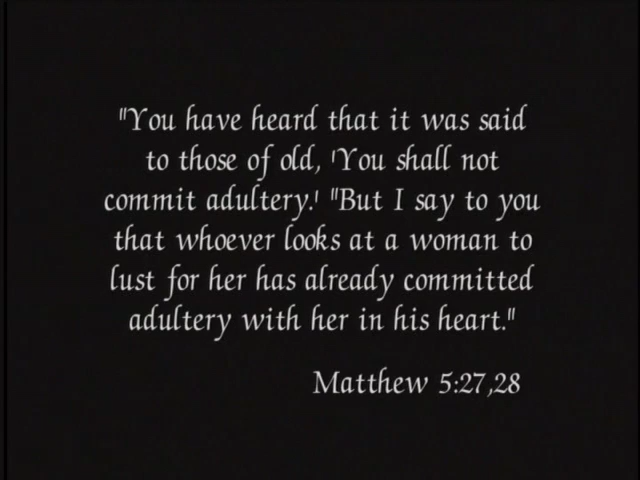 "You have heard that it was said
to those of old, 'You shall not
commit adultery.' "But I say to you
that whoever looks at a woman to
lust for her has already committed
adultery with her in his heart."
Matthew 5:27,28